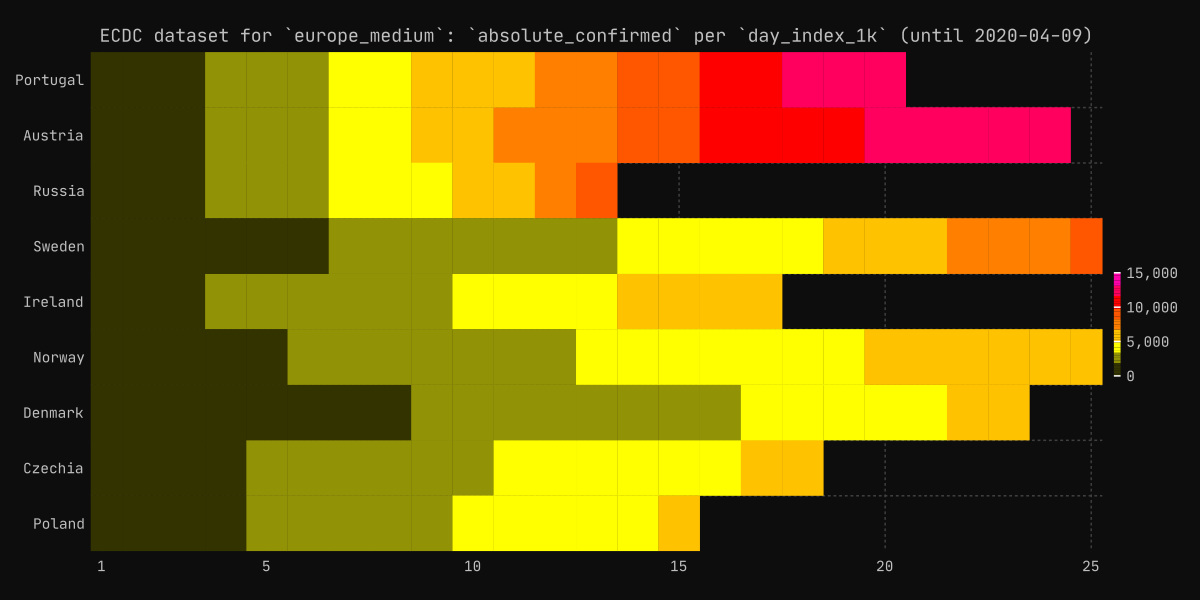 ECDC dataset for `europe_medium`: `absolute_confirmed` per `day_index_1k` (until 2020-04-09)
Portugal
Austria
Russia
Sweden
Ireland
Norway
Denmark
Czechia
Poland
1 5 10 15 20 25
15,000
10,000
5,000
0